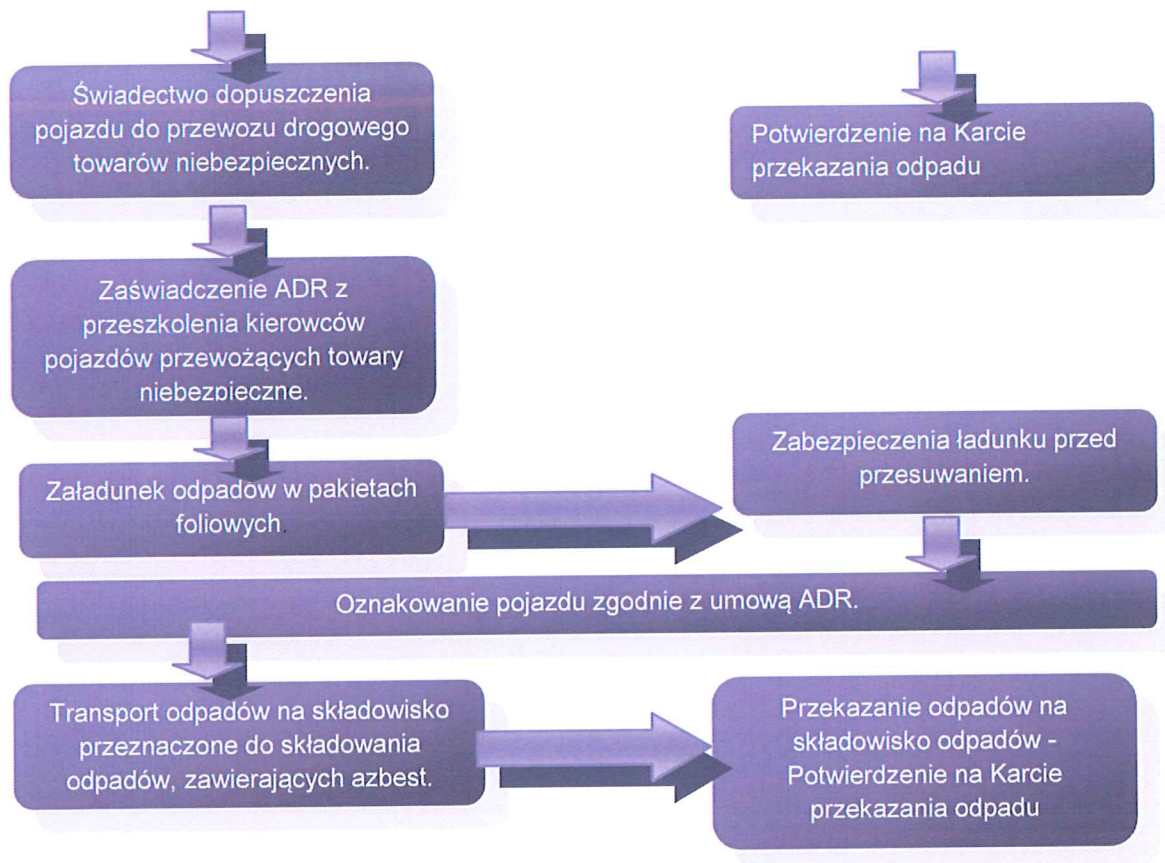 Świadectwo dopuszczenia
pojazdu do przewozu drogowego
towarów niebezpiecznych.
Potwierdzenie na Karcie
przekazania odpadu
Zaświadczenie ADR z
przeszkolenia kierowców
pojazdów przewożących towary
niebezpieczne.
Załadunek odpadów w pakietach
foliowych.
Zabezpieczenia ładunku przed
przesuwaniem.
Oznakowanie pojazdu zgodnie z umową ADR.
Transport odpadów na składowisko
przeznaczone do składowania
odpadów, zawierających azbest.
Przekazanie odpadów na
składowisko odpadów -
Potwierdzenie na Karcie
przekazania odpadu